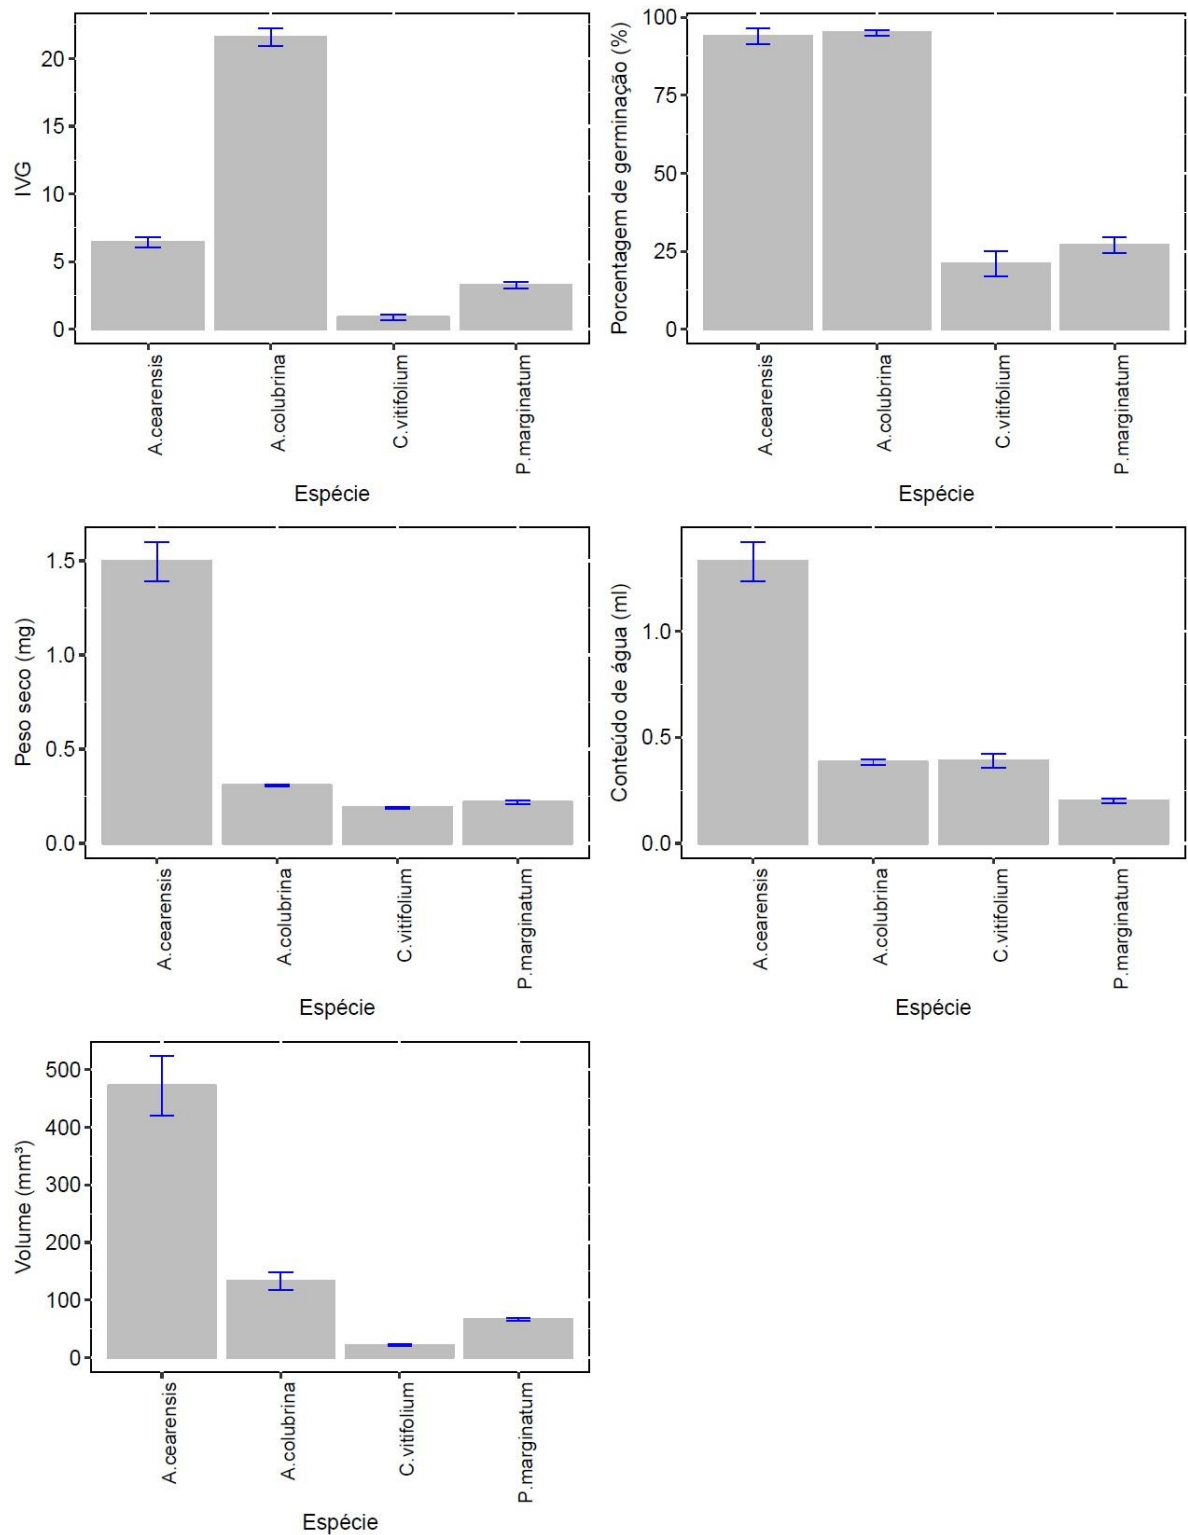 IVG
20
15
10
5
0
A.cearensis
A.colubrina
C.vitifolium
P.marginatum
Espécie
Porcentagem de germinação (%)
100
75
50
25
0
A.cearensis
A.colubrina
C.vitifolium
P.marginatum
Espécie
Peso seco (mg)
1.5
1.0
0.5
0.0
A.cearensis
A.colubrina
C.vitifolium
P.marginatum
Espécie
Conteúdo de água (ml)
1.0
0.5
0.0
A.cearensis
A.colubrina
C.vitifolium
P.marginatum
Espécie
Volume (mm³)
500
400
300
200
100
0
A.cearensis
A.colubrina
C.vitifolium
P.marginatum
Espécie